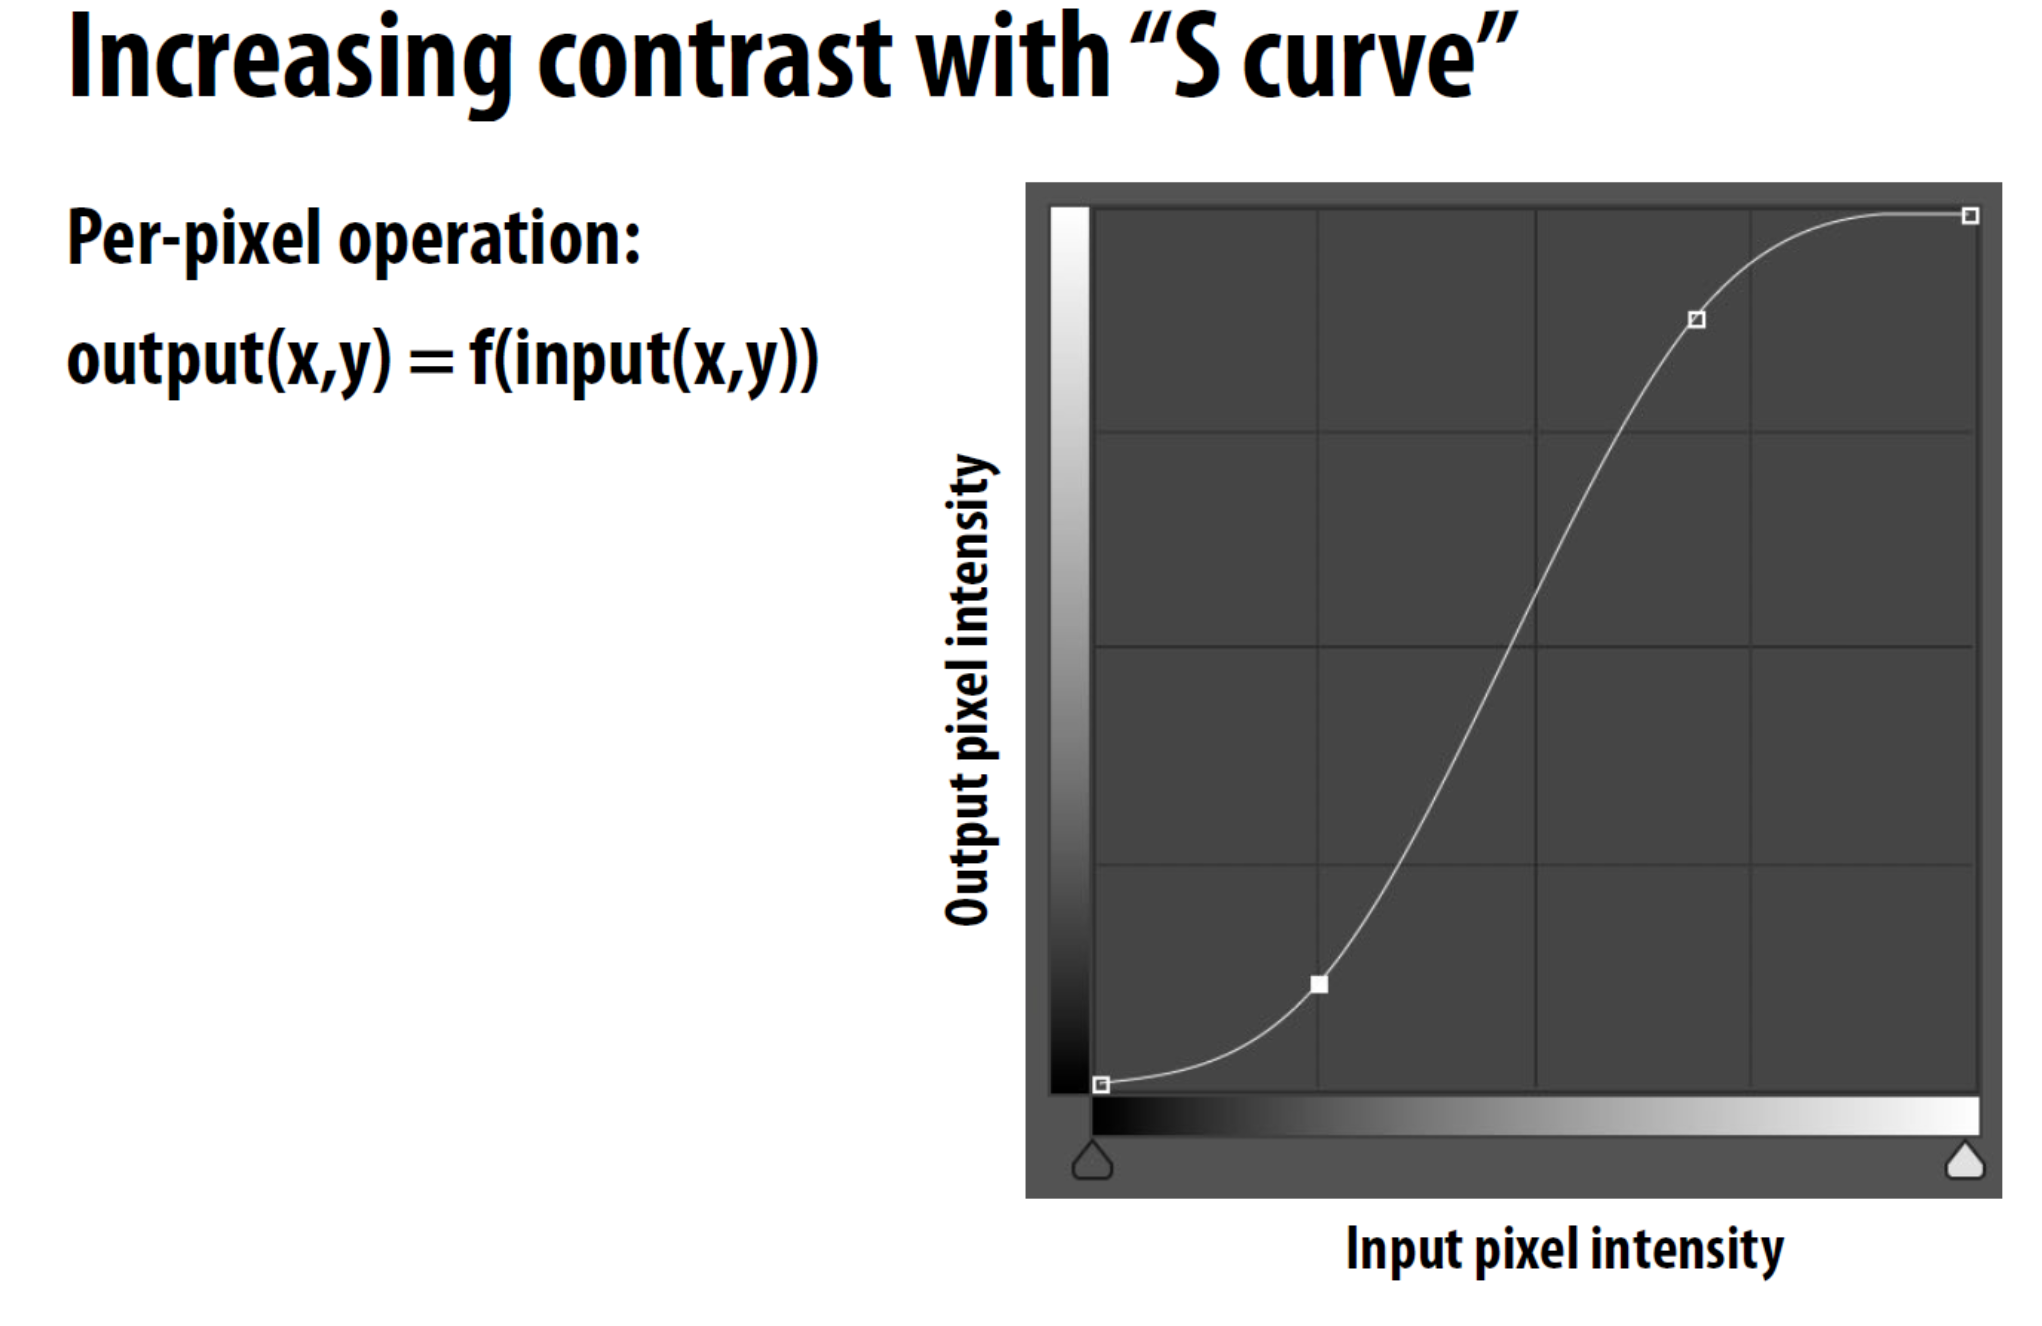 Increasing contrast with “S curve”
Per-pixel operation:
output(x,y) = f(input(x,y))
Output pixel intensity
Input pixel intensity